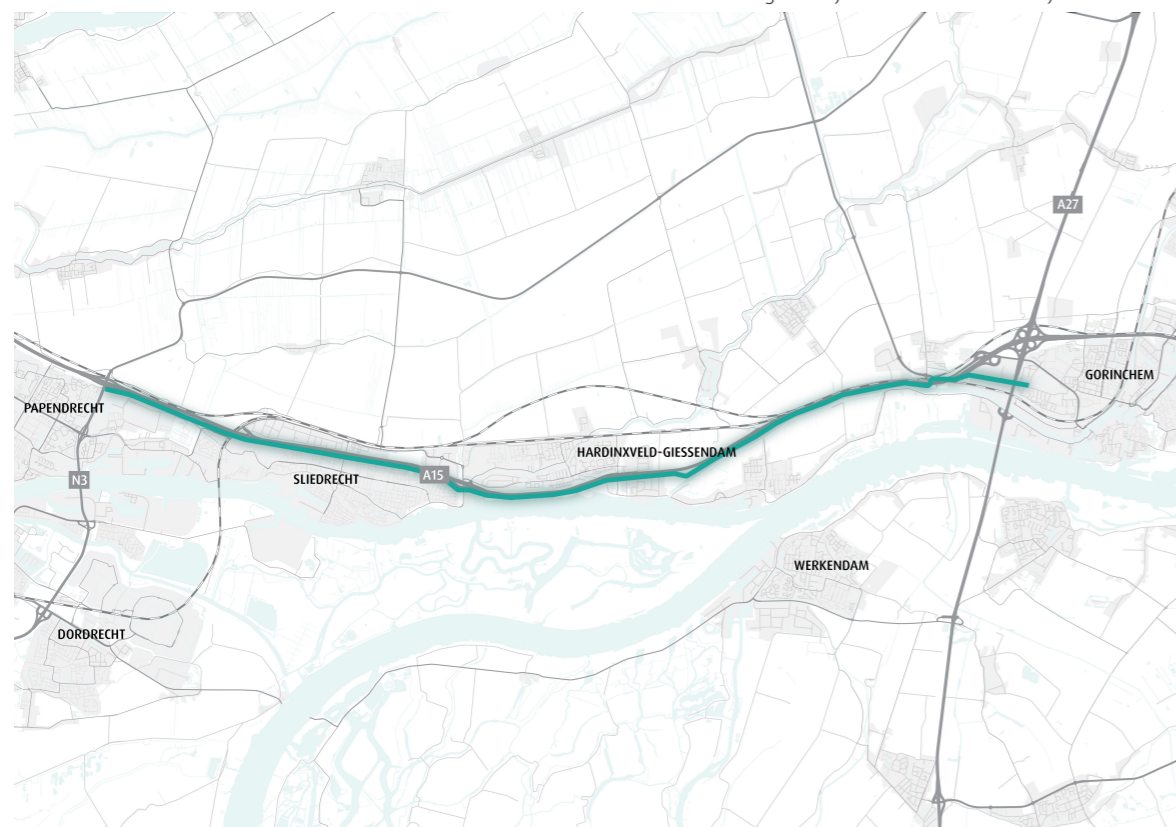 A27
GORINCHEM
PAPENDRECHT
HARDINXVELD-GIESSENDAM
A15
N3
SLIEDRECHT
WERKENDAM
DORDRECHT